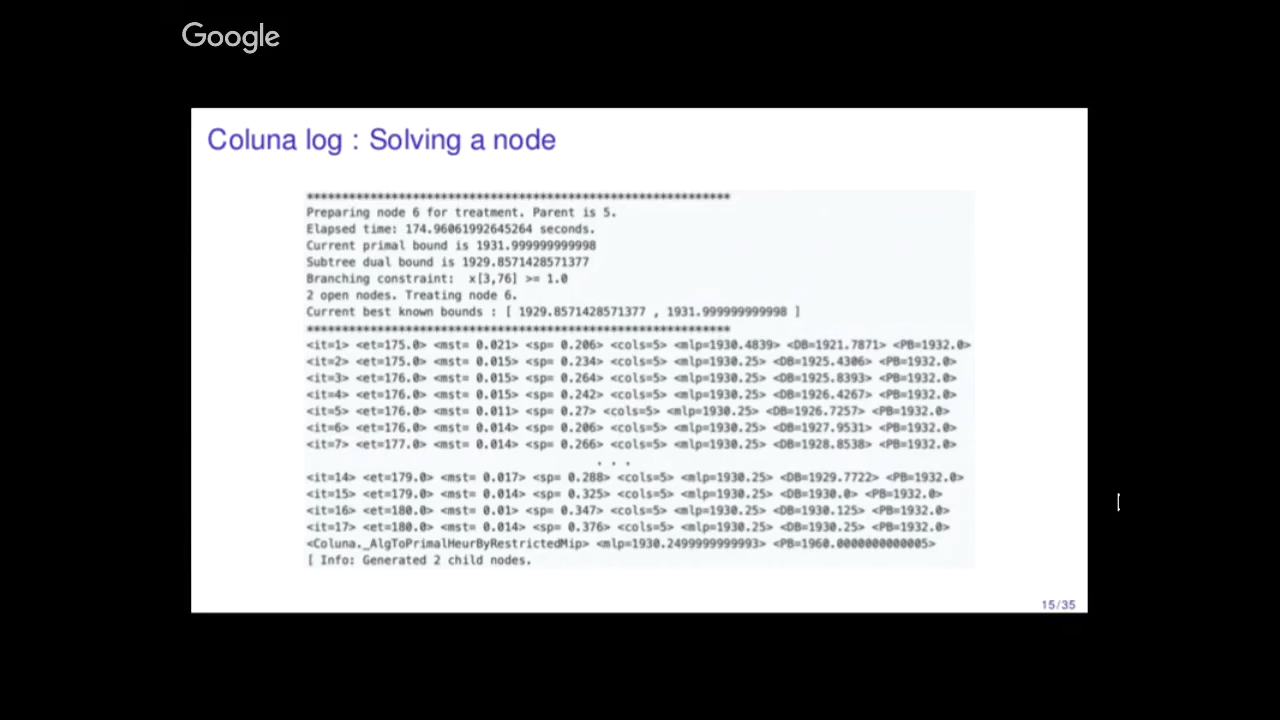 Google
Coluna log : Solving a node
************************************************************
Preparing node 6 for treatment. Parent is 5.
Elapsed time: 174.96061992645264 seconds.
Current primal bound is 1931.999999999998
Subtree dual bound is 1929.8571428571377
Branching constraint:  x[3,76] >= 1.0
2 open nodes. Treating node 6.
Current best known bounds : [ 1929.8571428571377 , 1931.999999999998 ]
************************************************************
<it=1> <et=175.0> <mst= 0.021> <sp= 0.206> <cols=5> <mlp=1930.4839> <DB=1921.7871> <PB=1932.0>
<it=2> <et=175.0> <mst= 0.015> <sp= 0.234> <cols=5> <mlp=1930.25> <DB=1925.4306> <PB=1932.0>
<it=3> <et=176.0> <mst= 0.015> <sp= 0.264> <cols=5> <mlp=1930.25> <DB=1925.8393> <PB=1932.0>
<it=4> <et=176.0> <mst= 0.015> <sp= 0.242> <cols=5> <mlp=1930.25> <DB=1926.4267> <PB=1932.0>
<it=5> <et=176.0> <mst= 0.011> <sp= 0.27> <cols=5> <mlp=1930.25> <DB=1926.7257> <PB=1932.0>
<it=6> <et=176.0> <mst= 0.014> <sp= 0.206> <cols=5> <mlp=1930.25> <DB=1927.9531> <PB=1932.0>
<it=7> <et=177.0> <mst= 0.014> <sp= 0.266> <cols=5> <mlp=1930.25> <DB=1928.8538> <PB=1932.0>
. . .
<it=14> <et=179.0> <mst= 0.017> <sp= 0.288> <cols=5> <mlp=1930.25> <DB=1929.7722> <PB=1932.0>
<it=15> <et=179.0> <mst= 0.014> <sp= 0.325> <cols=5> <mlp=1930.25> <DB=1930.0> <PB=1932.0>
<it=16> <et=180.0> <mst= 0.01> <sp= 0.347> <cols=5> <mlp=1930.25> <DB=1930.125> <PB=1932.0>
<it=17> <et=180.0> <mst= 0.014> <sp= 0.376> <cols=5> <mlp=1930.25> <DB=1930.25> <PB=1932.0>
<Coluna._AlgToPrimalHeurByRestrictedMip> <mlp=1930.2499999999993> <PB=1960.0000000000005>
[ Info: Generated 2 child nodes.
15/35